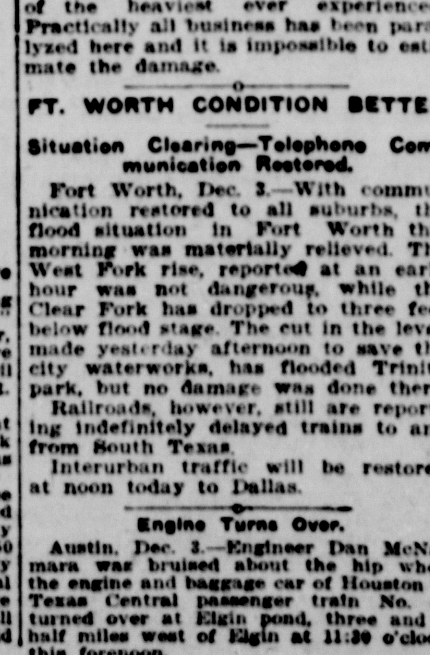 of the heaviest ever experience
Practically all business has been para
lyzed here and it is impossible to esti
mate the damage.
FT. WORTH CONDITION BETTE
Situation Clearing—Telephone Com
munication Restored.
Fort Worth, Dec. 3.—With commu
nication restored to all suburbs, th
flood situation in Fort Worth th
morning was materially relieved. Th
West Fork rise, reported at an earl
hour was not dangerous, while th
Clear Fork has dropped to three fe
below flood stage. The cut in the leve
made yesterday afternoon to save th
city waterworks, has flooded Trinit
park, but no damage was done ther
Railroads, however, still are repor
ing indefinitely delayed trains to an
from South Texas.
Interurban traffic will be restore
at noon today to Dallas.
Engine Turns Over.
Austin, Dec. 3.—Engineer Dan McNa
mara was bruised about the hip whe
the engine and baggage car of Houston
Texas Central passenger train No.
turned over at Elgin pond, three and
half miles west of Elgin at 11:30 o'cloc
this forenoon